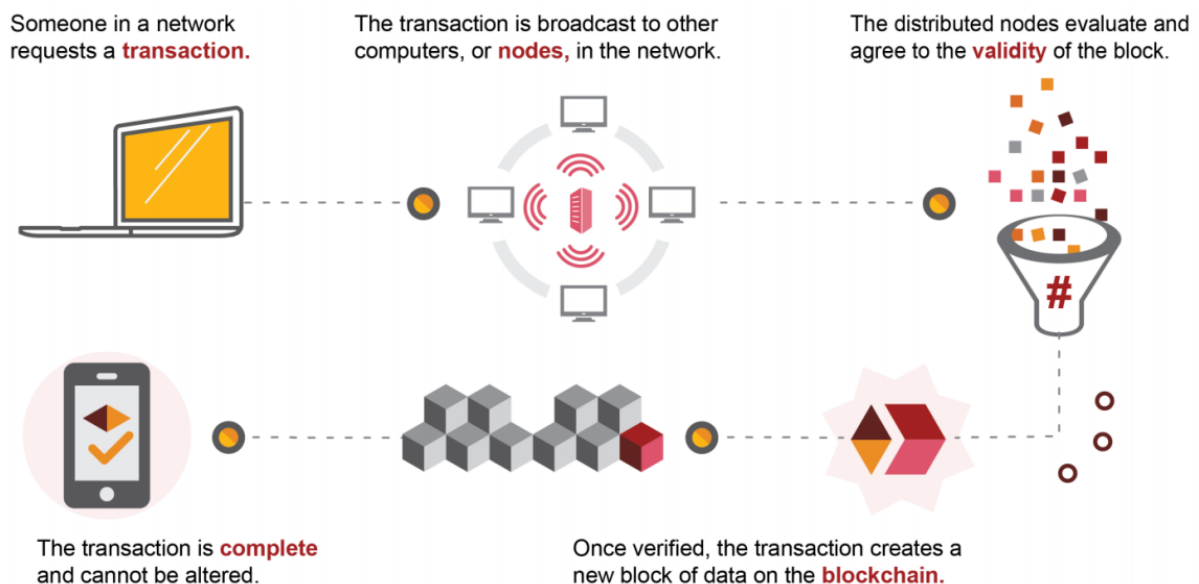 Someone in a network
requests a transaction.
The transaction is broadcast to other
computers, or nodes, in the network.
The distributed nodes evaluate and
agree to the validity of the block.
#
Once verified, the transaction creates a
new block of data on the blockchain.
The transaction is complete
and cannot be altered.